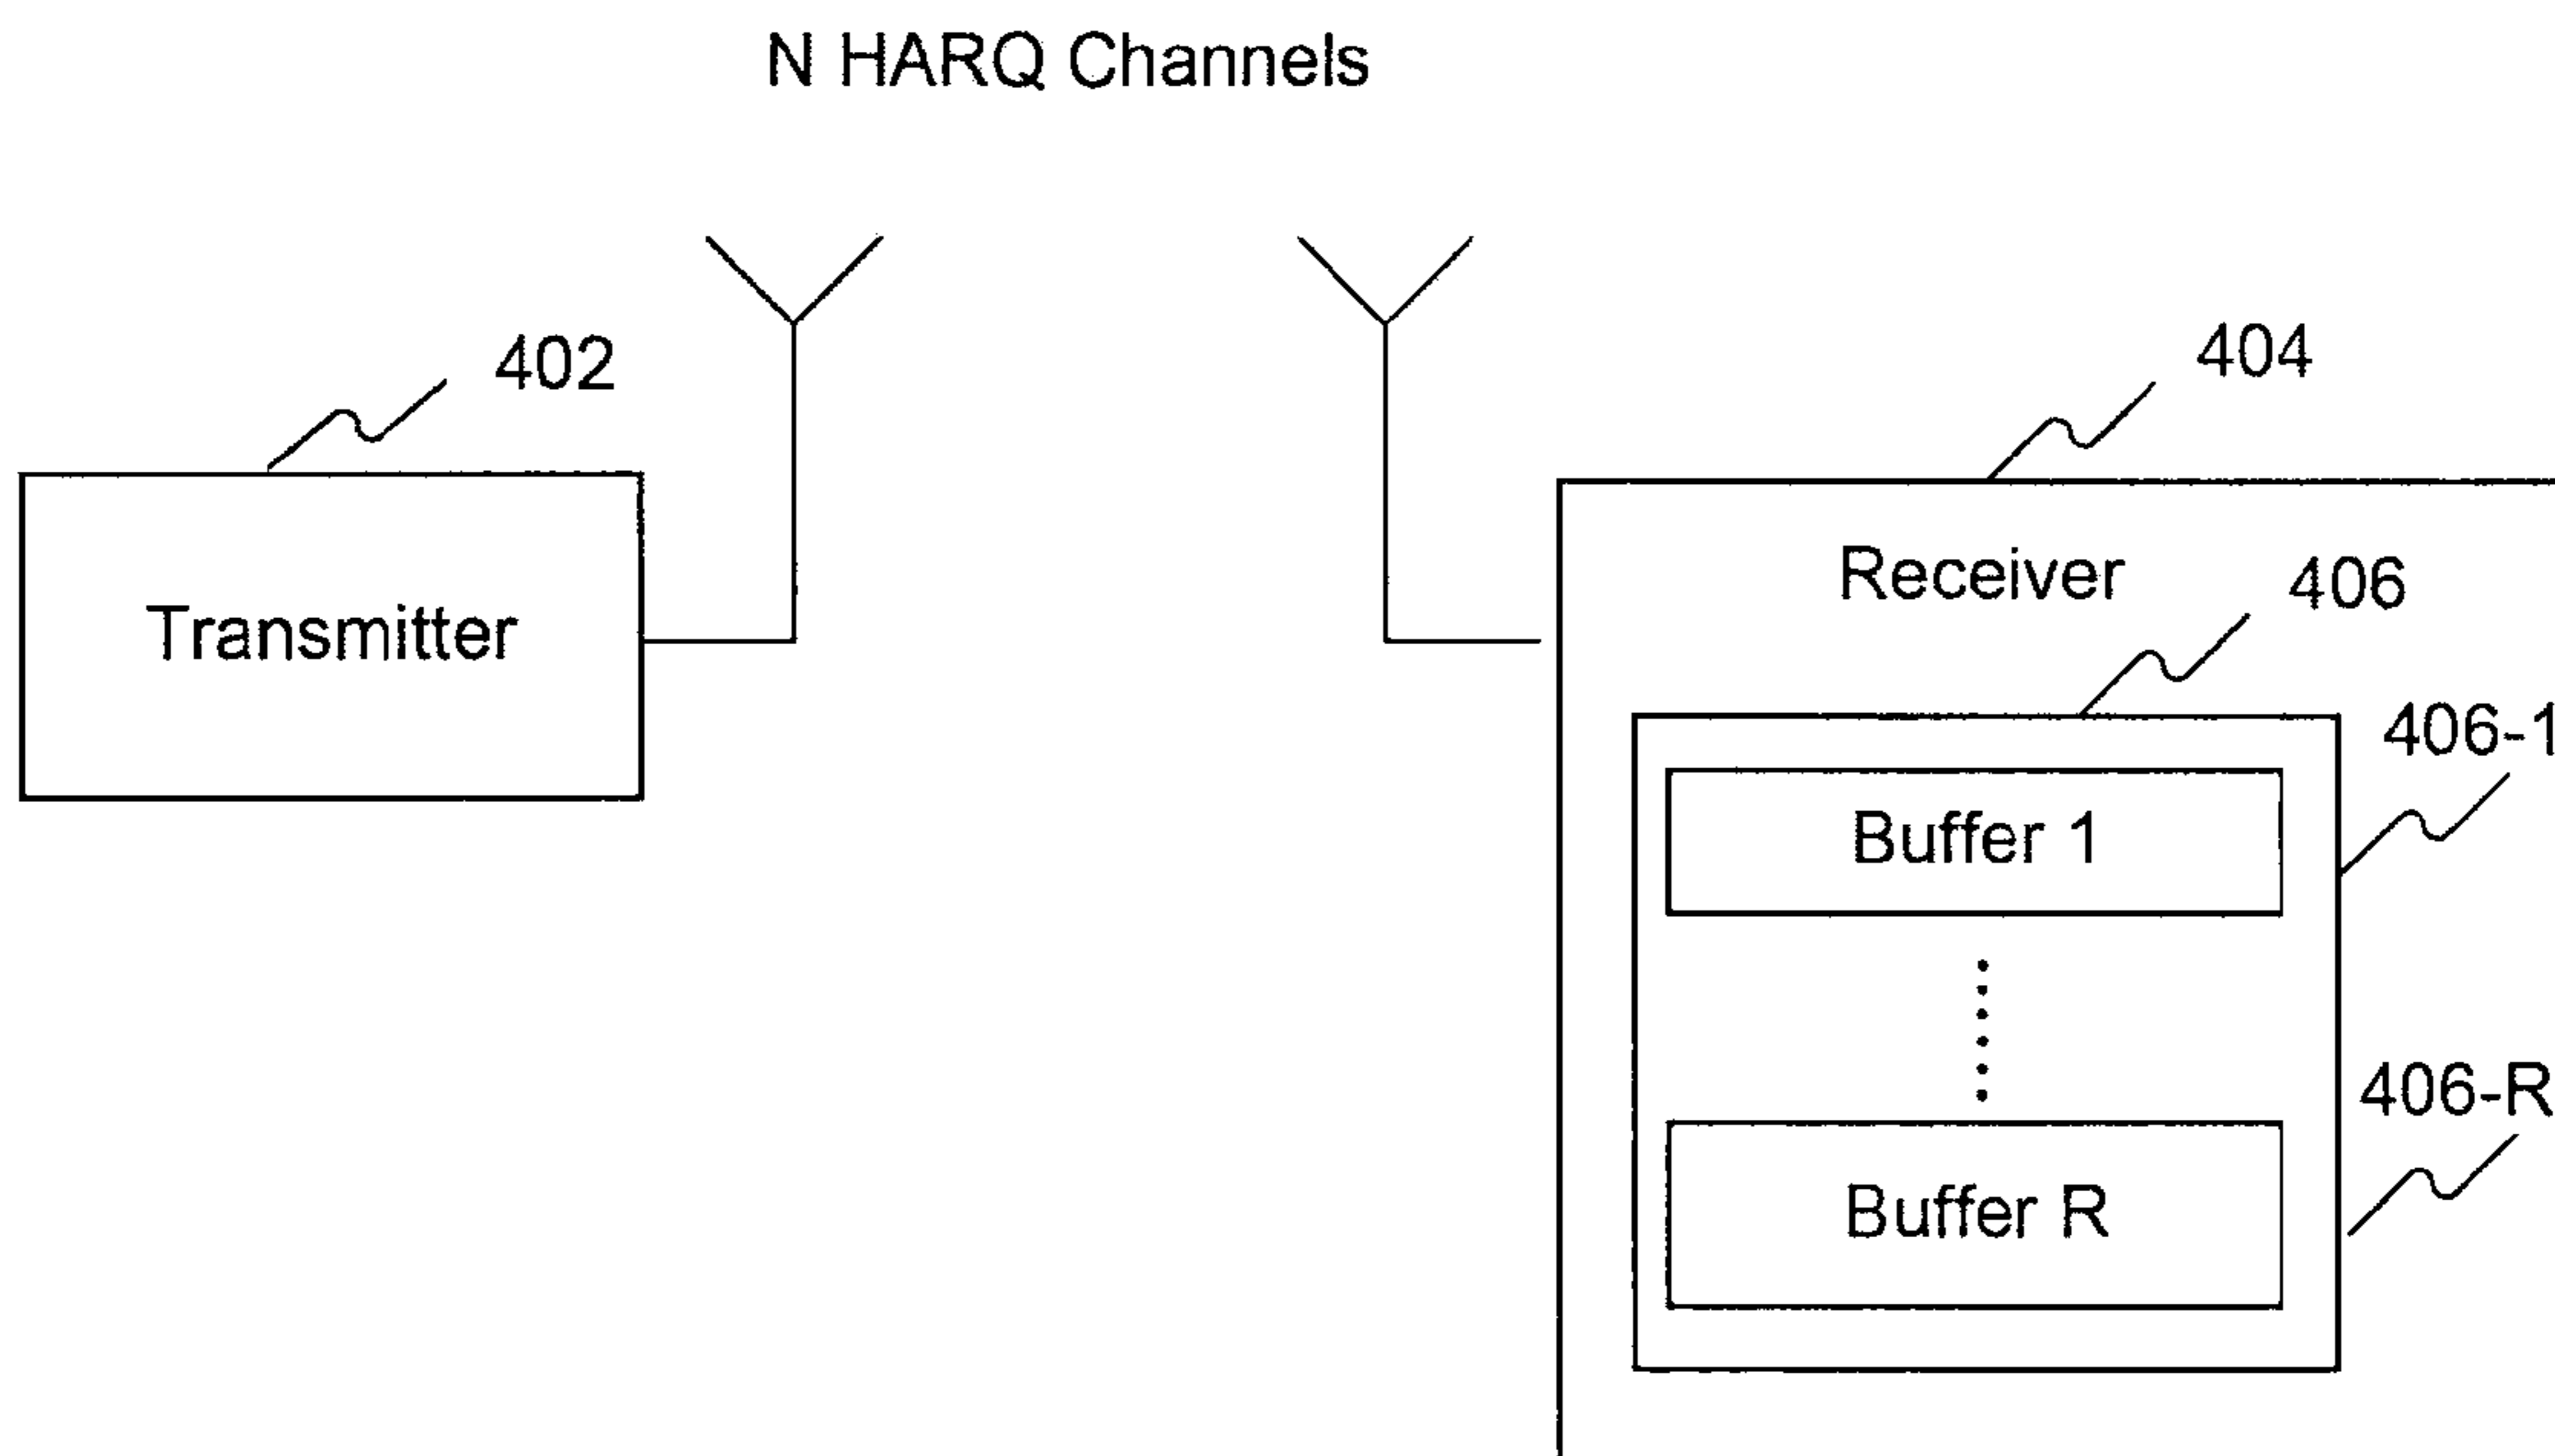 N HARQ Channels
402
404
Transmitter
Receiver
406
406-1
Buffer 1
406-R
Buffer R